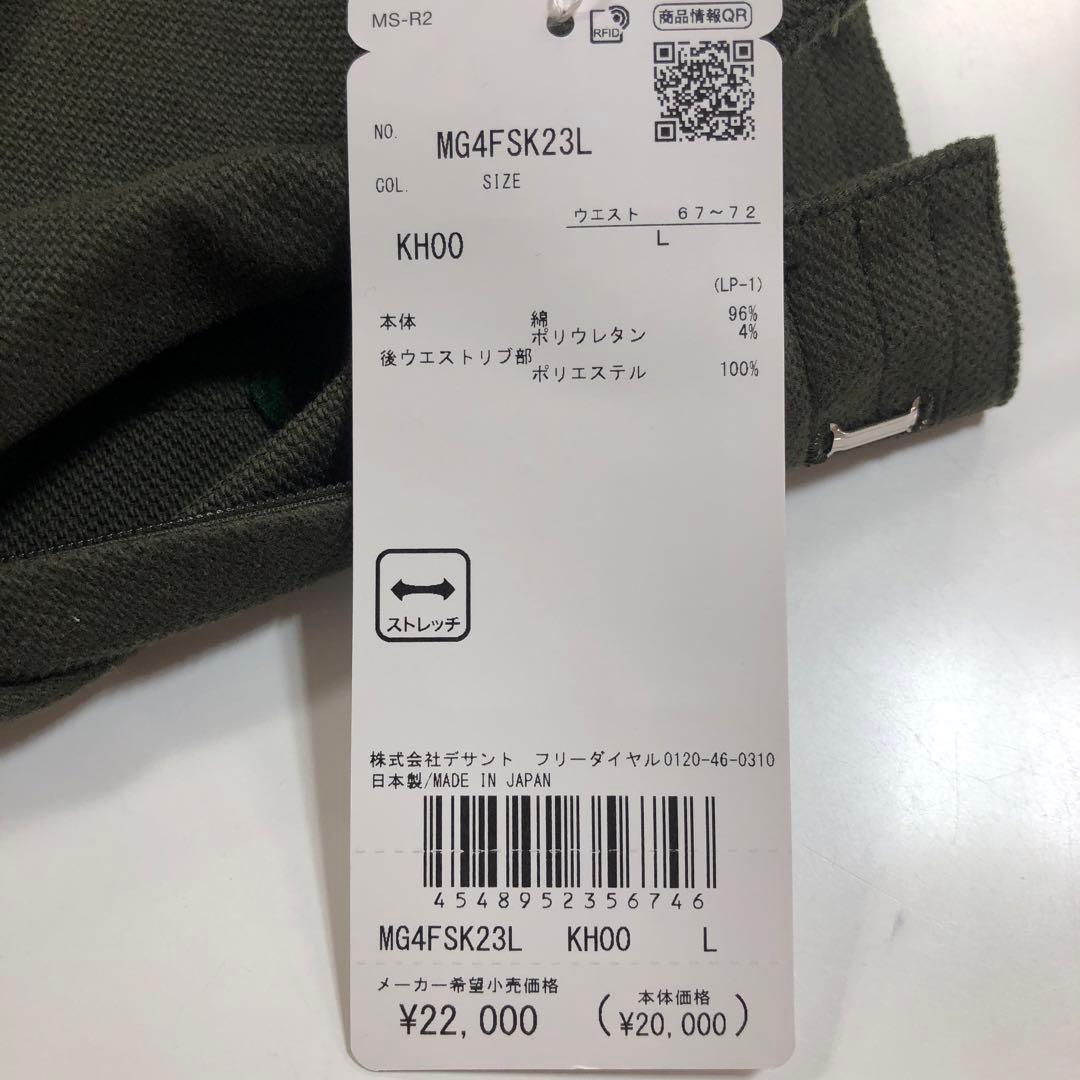 MS-R2
RFID
商品情報QR
NO. MG4FSK23L
COL. SIZE
ウエスト 67~72
KH00 L
(LP-1)
本体 綿 96%
ポリウレタン 4%
後ウエストリブ部
ポリエステル 100%
ストレッチ
株式会社デサント フリーダイヤル0120-46-0310
日本製/MADE IN JAPAN
4548952356746
MG4FSK23L KH00 L
メーカー希望小売価格
¥22,000
(本体価格
¥20,000)